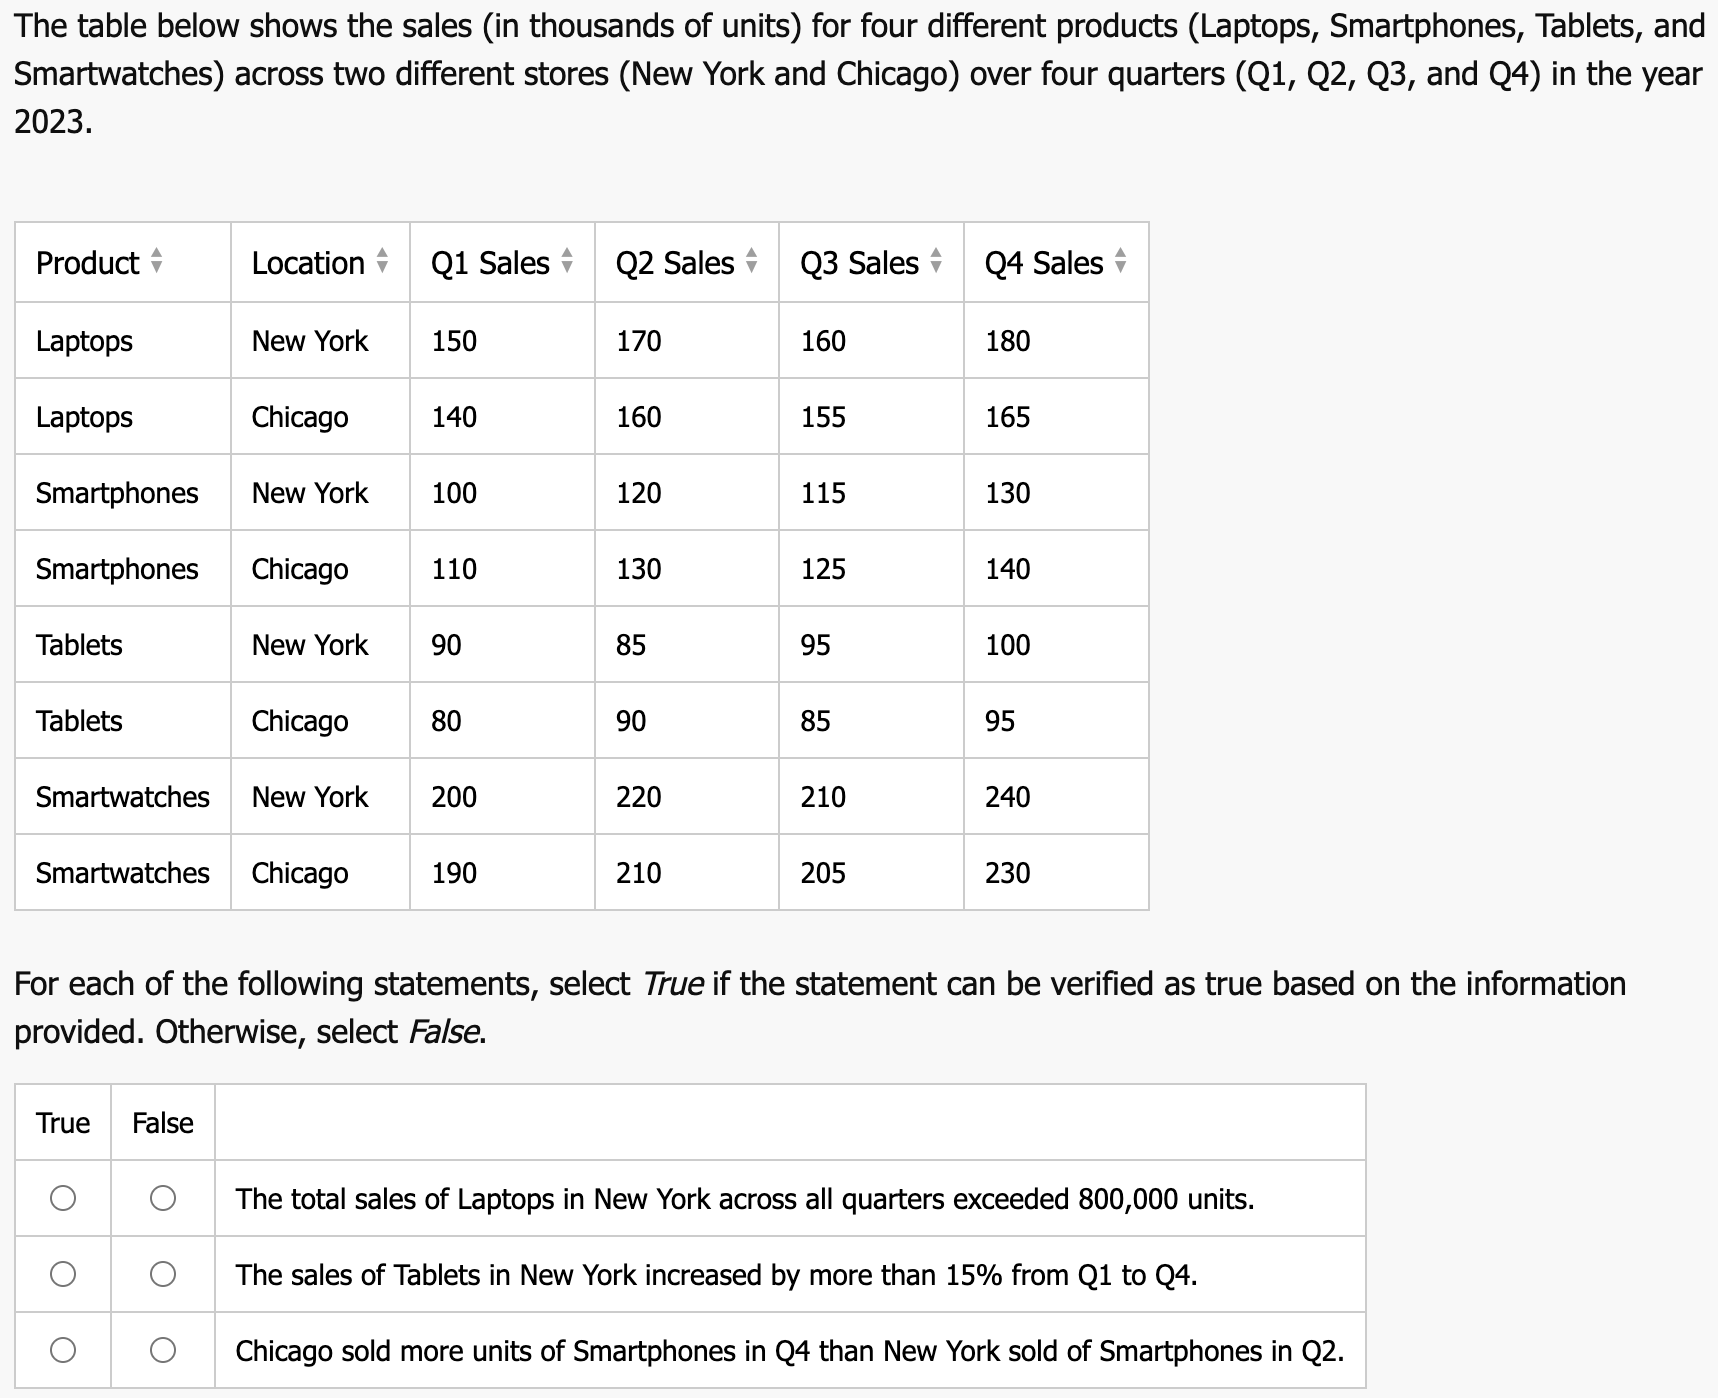 The table below shows the sales (in thousands of units) for four different products (Laptops, Smartphones, Tablets, and
Smartwatches) across two different stores (New York and Chicago) over four quarters (Q1, Q2, Q3, and Q4) in the year
2023.
Product Location Q1 Sales Q2 Sales Q3 Sales Q4 Sales
Laptops New York 150 170 160 180
Laptops Chicago 140 160 155 165
Smartphones New York 100 120 115 130
Smartphones Chicago 110 130 125 140
Tablets New York 90 85 95 100
Tablets Chicago 80 90 85 95
Smartwatches New York 200 220 210 240
Smartwatches Chicago 190 210 205 230
For each of the following statements, select True if the statement can be verified as true based on the information
provided. Otherwise, select False.
True False
The total sales of Laptops in New York across all quarters exceeded 800,000 units.
The sales of Tablets in New York increased by more than 15% from Q1 to Q4.
Chicago sold more units of Smartphones in Q4 than New York sold of Smartphones in Q2.